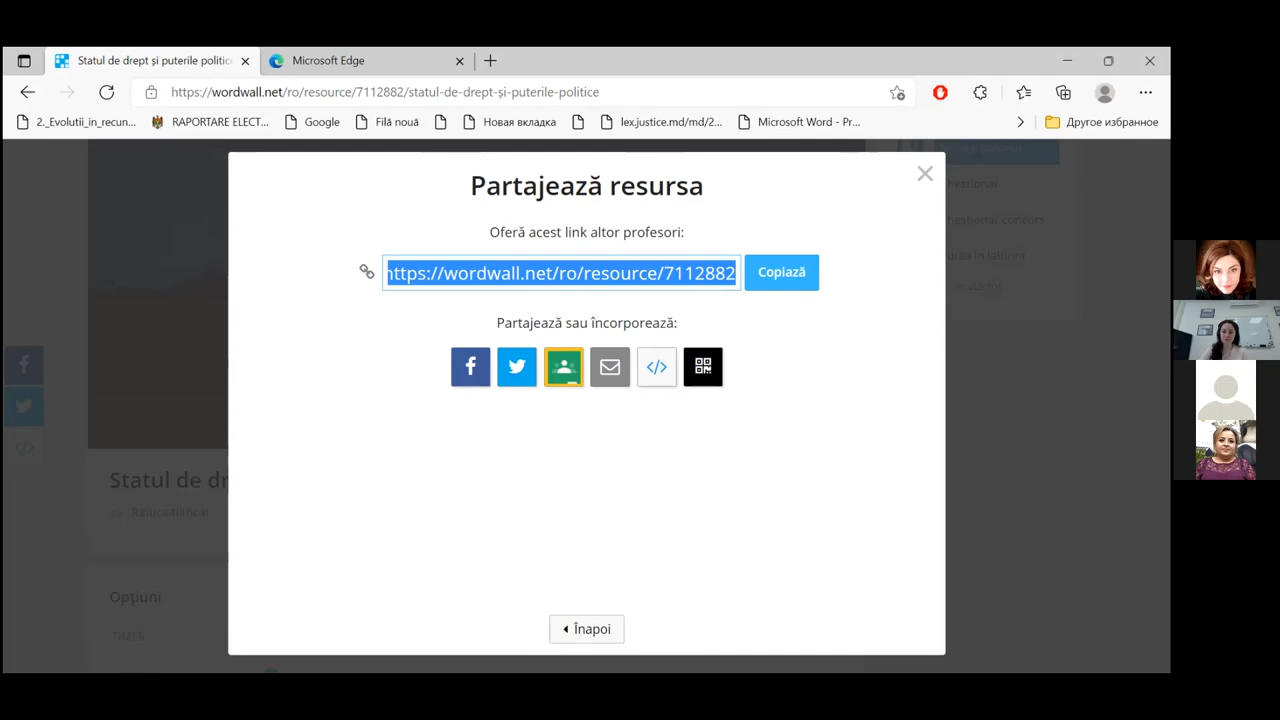 Statul de drept și puterile politic
Microsoft Edge
https://wordwall.net/ro/resource/7112882/statul-de-drept-și-puterile-politice
2._Evolutii_in_recun...
RAPORTARE ELECT...
Google
Filă nouă
Новая вкладка
lex.justice.md/md/2...
Microsoft Word - Pr...
Другое избранное
Partajează resursa
Oferă acest link altor profesori:
https://wordwall.net/ro/resource/7112882
Copiază
Partajează sau încorporează:
Statul de dr
Opțiuni
Înapoi